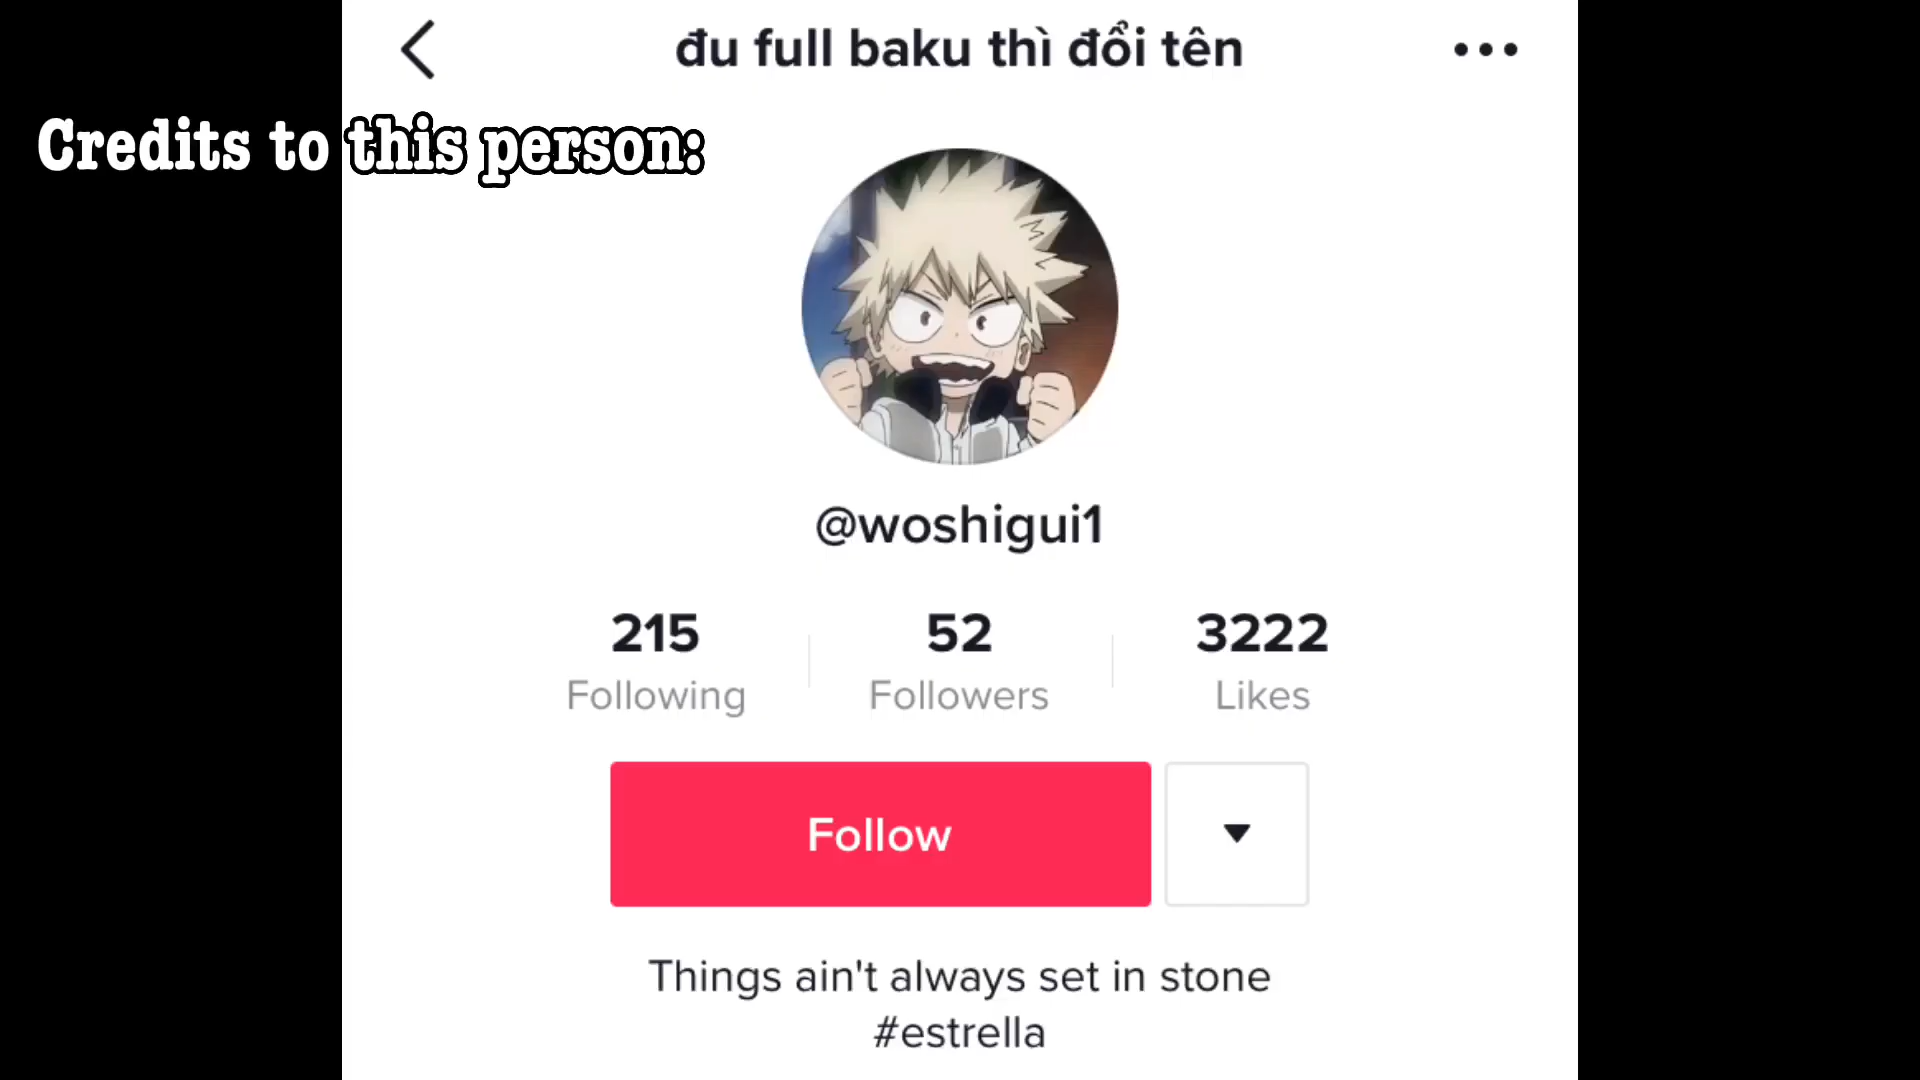 đu full baku thì đổi tên
Credits to this person:
@woshigui1
215 52 3222
Following Followers Likes
Follow
Things ain't always set in stone
#estrella